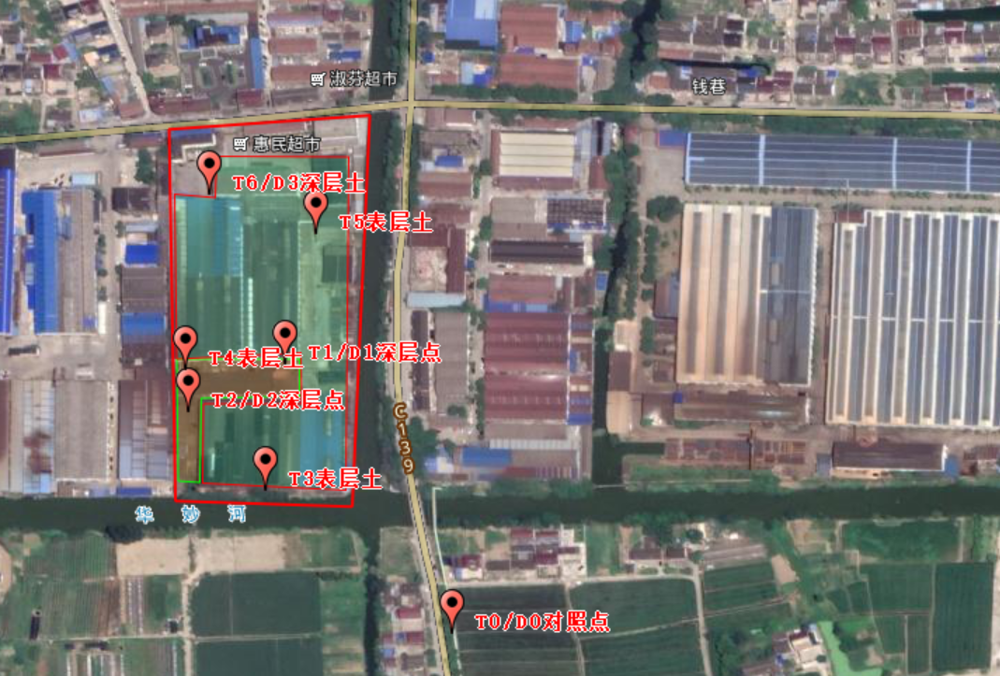 淑芬超市
钱巷
惠民超市
T6/D3深层土
T5表层土
T4表层土
T1/D1深层点
T2/D2深层点
C139
T3表层土
华妙河
T0/D0对照点